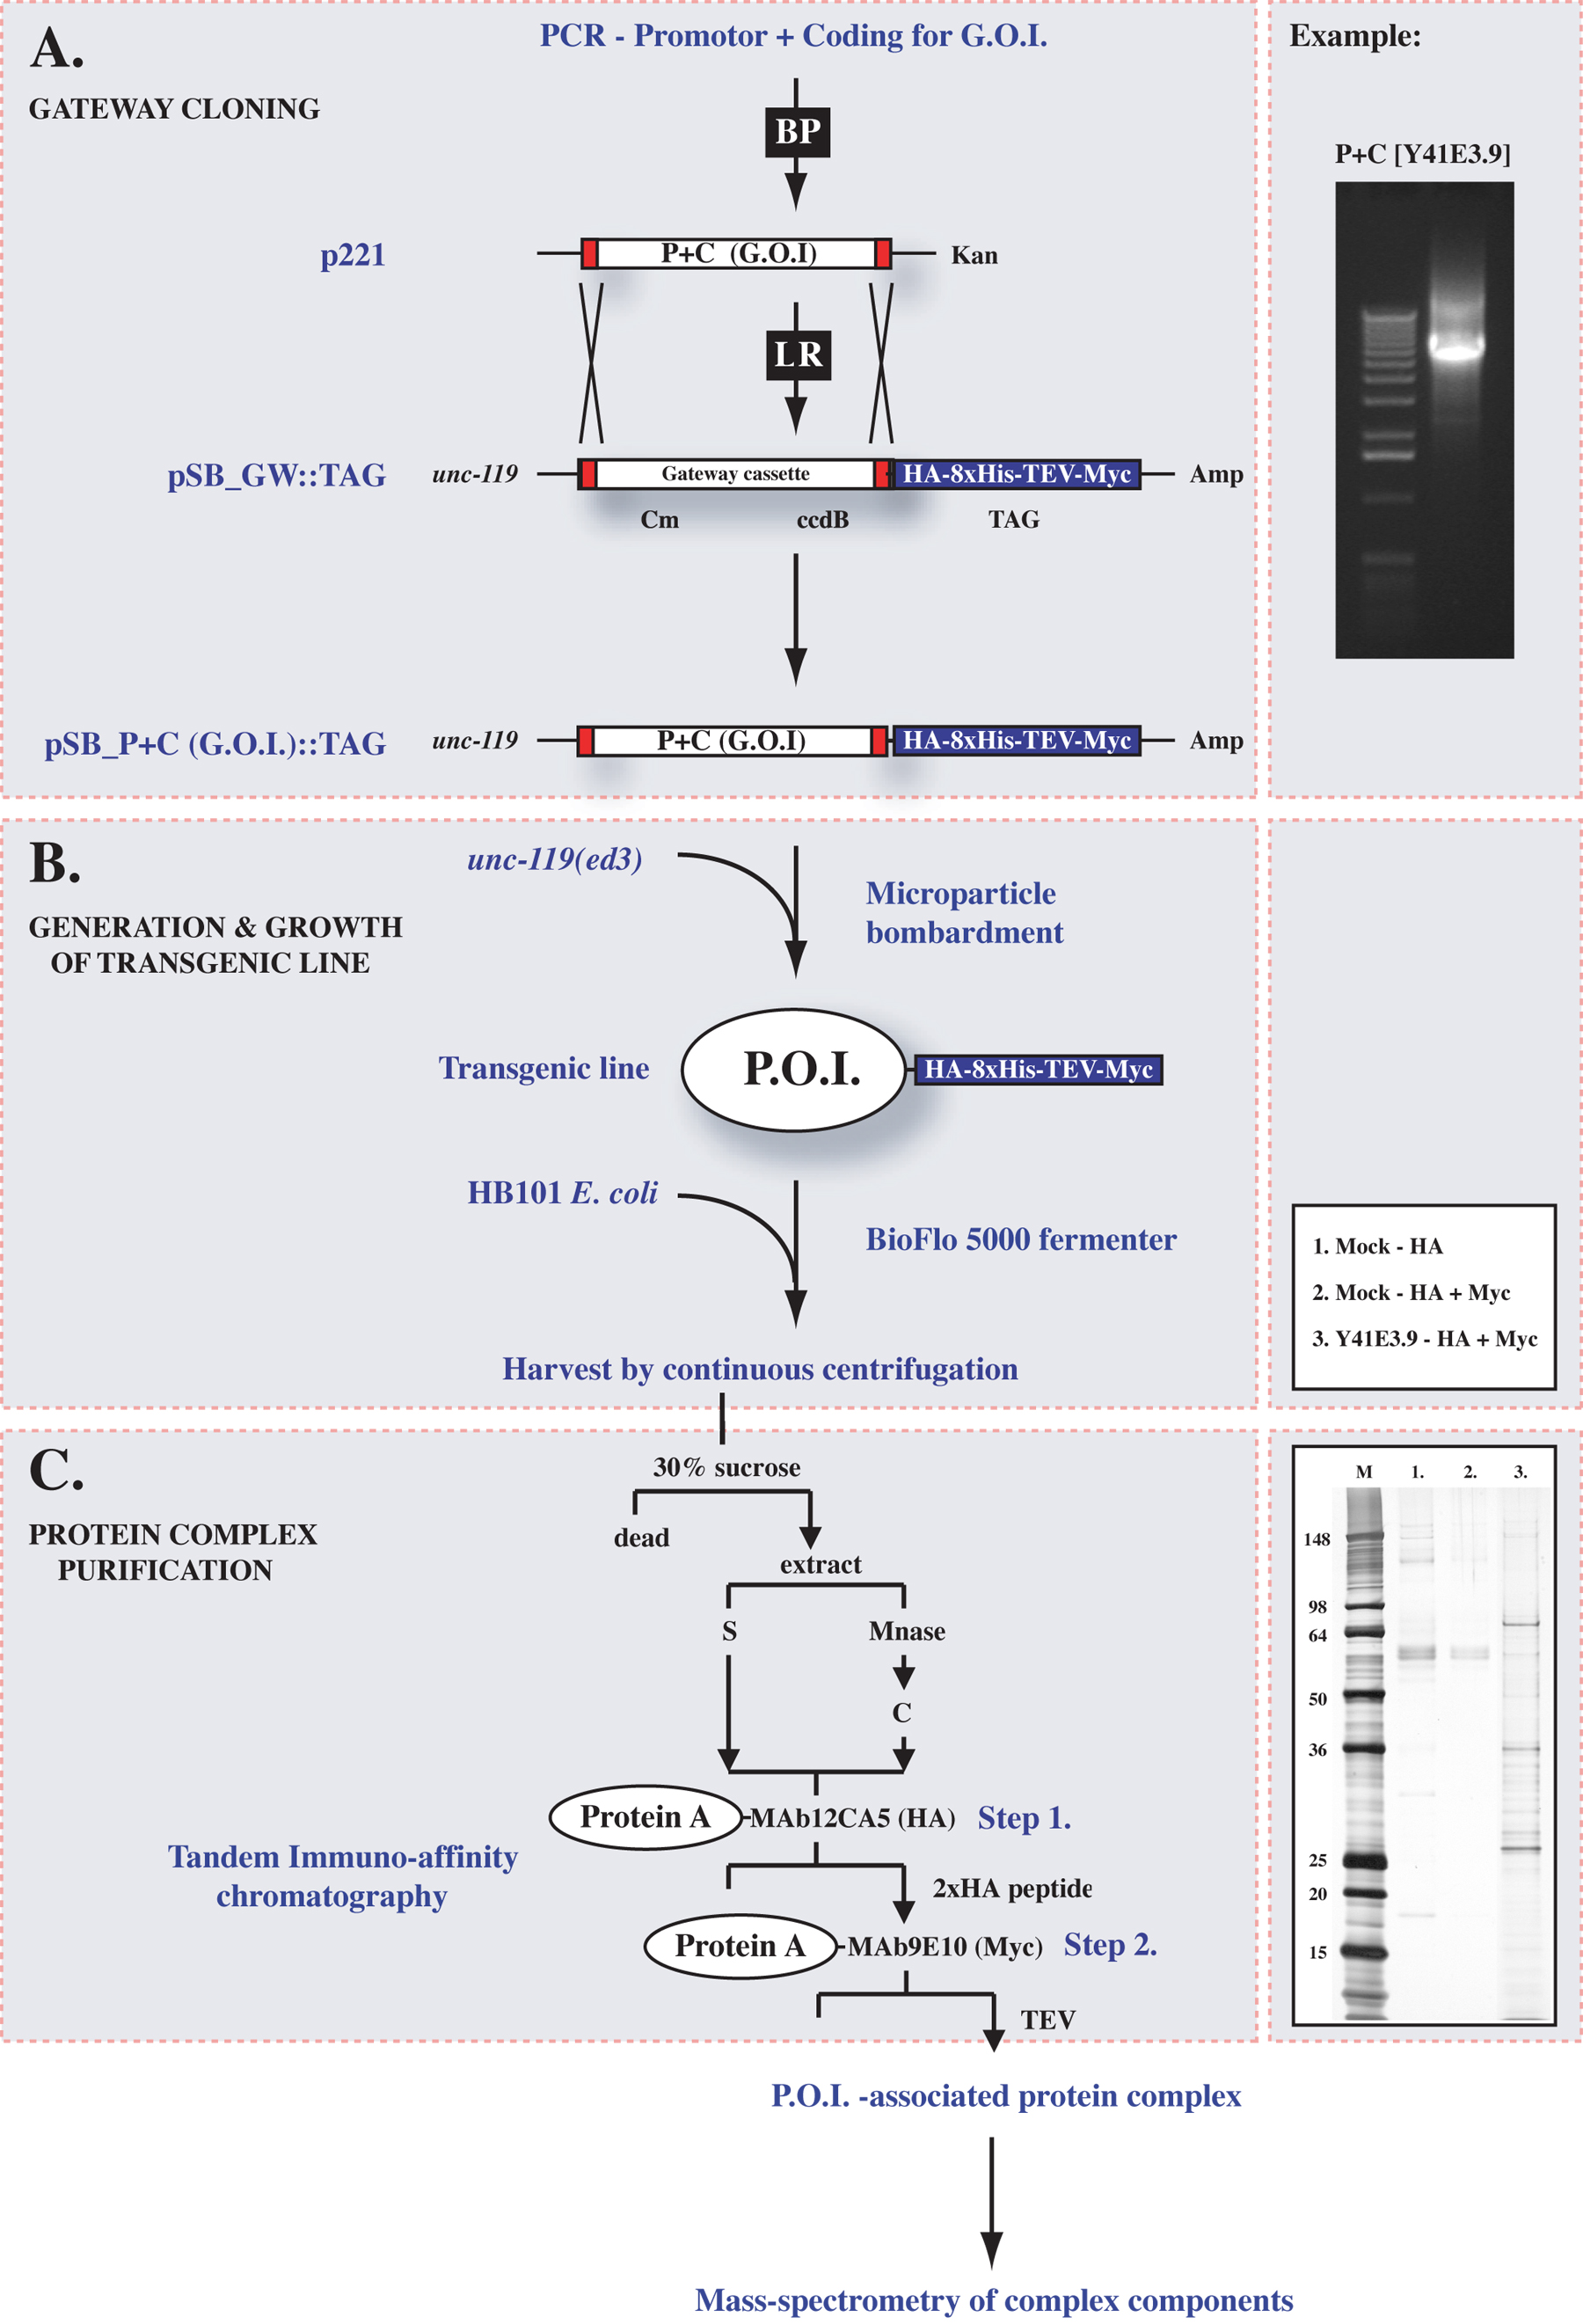 A.
PCR - Promotor + Coding for G.O.I.
Example:
GATEWAY CLONING
BP
P+C [Y41E3.9]
p221
P+C (G.O.I)
Kan
LR
pSB_GW::TAG
unc-119
Gateway cassette
HA-8xHis-TEV-Myc
Amp
Cm
ccdB
TAG
pSB_P+C (G.O.I.)::TAG
unc-119
P+C (G.O.I)
HA-8xHis-TEV-Myc
Amp
B.
unc-119(ed3)
Microparticle
bombardment
GENERATION & GROWTH
OF TRANSGENIC LINE
Transgenic line
P.O.I.
HA-8xHis-TEV-Myc
HB101 E. coli
BioFlo 5000 fermenter
1. Mock - HA
2. Mock - HA + Myc
3. Y41E3.9 - HA + Myc
Harvest by continuous centrifugation
C.
30% sucrose
PROTEIN COMPLEX
PURIFICATION
dead
extract
S
Mnase
C
Protein A
MAb12CA5 (HA)
Step 1.
Tandem Immuno-affinity
chromatography
2xHA peptide
Protein A
MAb9E10 (Myc)
Step 2.
TEV
M 1. 2. 3.
148
98
64
50
36
25
20
15
P.O.I. -associated protein complex
Mass-spectrometry of complex components